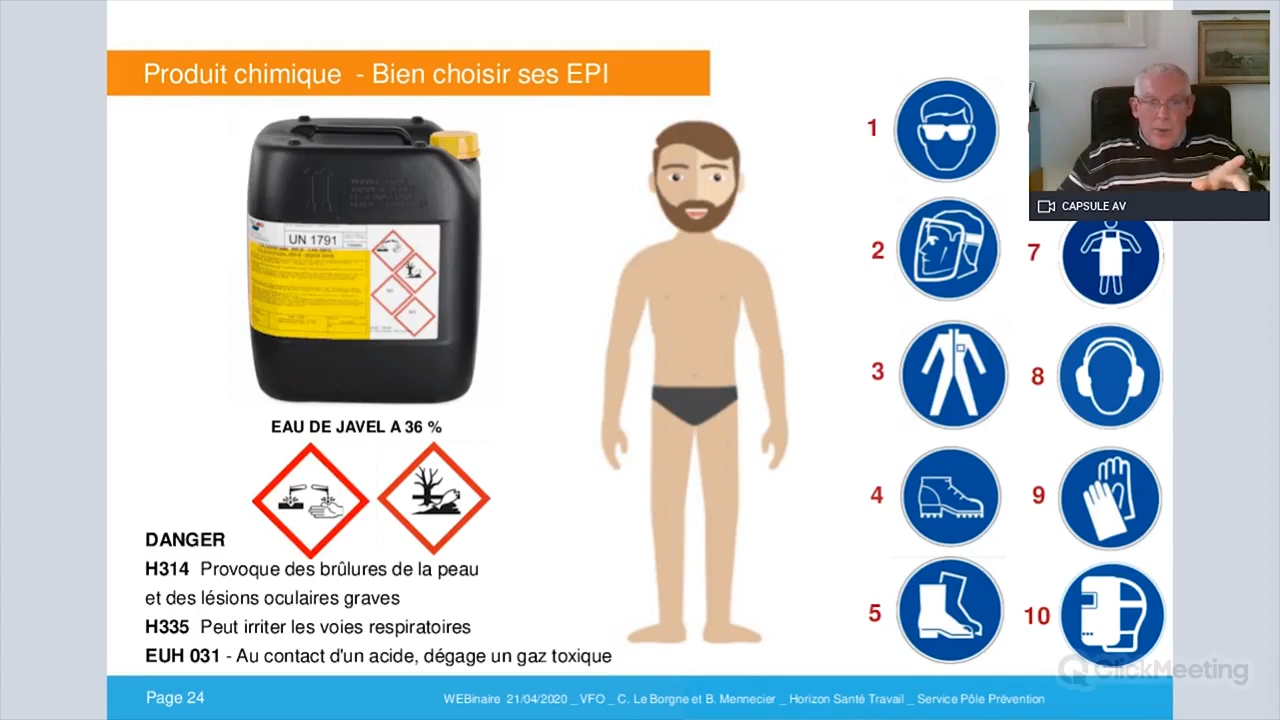 Produit chimique - Bien choisir ses EPI
UN 1791
EAU DE JAVEL A 36 %
DANGER
H314 Provoque des brûlures de la peau
et des lésions oculaires graves
H335 Peut irriter les voies respiratoires
EUH 031 - Au contact d'un acide, dégage un gaz toxique
1
2
3
4
5
7
8
9
10
CAPSULE AV
ClickMeeting
Page 24
WEBinaire 21/04/2020 _ VFO _ C. Le Borgne et B. Mennecier _ Horizon Santé Travail _ Service Pôle Prévention